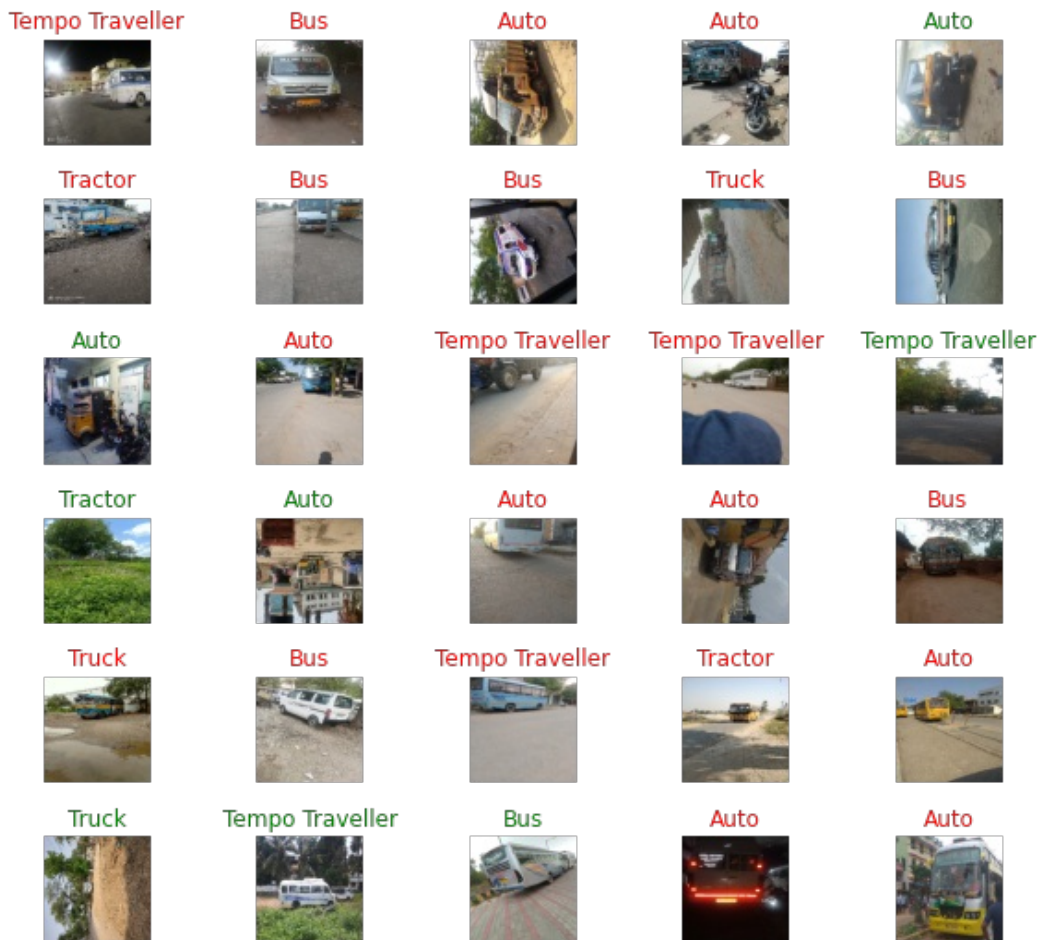 Tempo Traveller Bus Auto Auto Auto
Tractor Bus Bus Truck Bus
Auto Auto Tempo Traveller Tempo Traveller Tempo Traveller
Tractor Auto Auto Auto Bus
Truck Bus Tempo Traveller Tractor Auto
Truck Tempo Traveller Bus Auto Auto